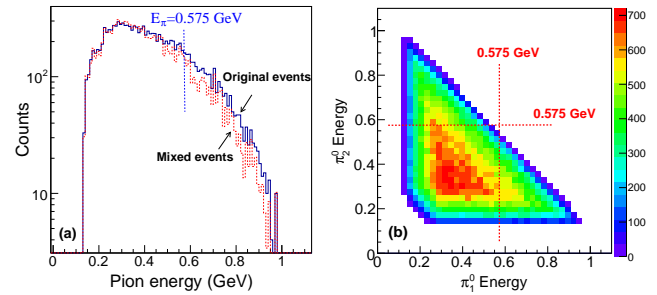 E_π=0.575 GeV
Counts
10²
10
Original events
Mixed events
(a)
0 0.2 0.4 0.6 0.8 1
Pion energy (GeV)
(b)
π⁰₂ Energy
1
0.8
0.6
0.4
0.2
0
0.575 GeV
0.575 GeV
0 0.2 0.4 0.6 0.8 1
π⁰₁ Energy
700
600
500
400
300
200
100
0